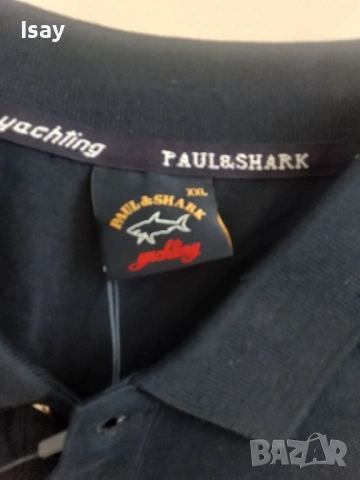 Isay
yachting PAUL&SHARK
XXL
PAUL & SHARK
yachting
BAZAR